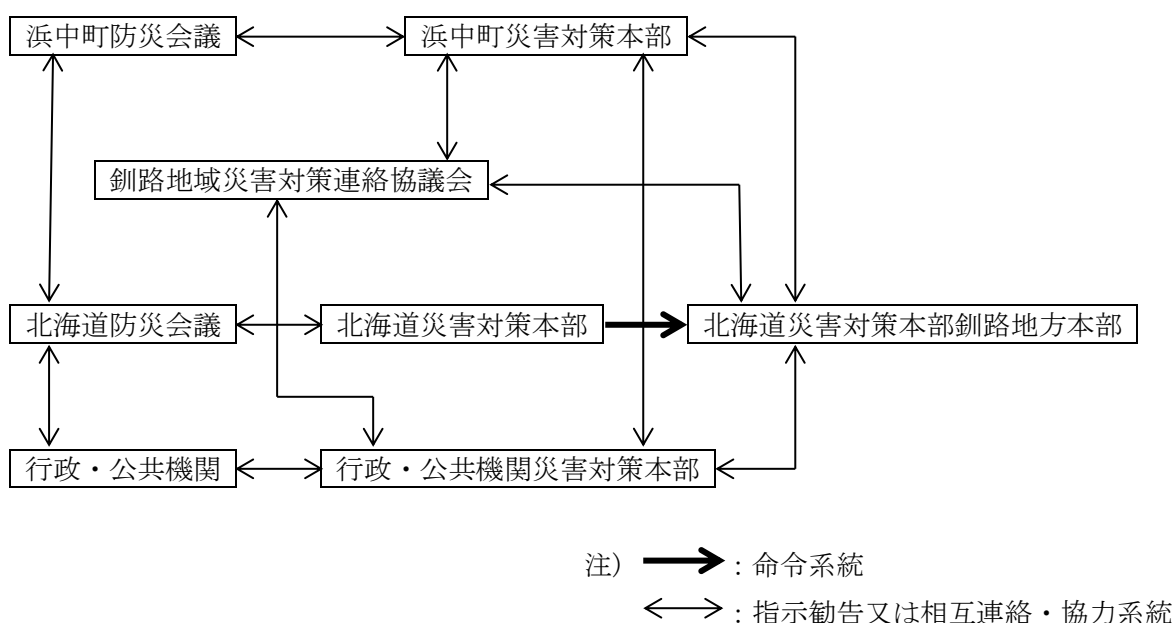 浜中町防災会議
浜中町災害対策本部
釧路地域災害対策連絡協議会
北海道防災会議
北海道災害対策本部
北海道災害対策本部釧路地方本部
行政・公共機関
行政・公共機関災害対策本部
注） ：命令系統
：指示勧告又は相互連絡・協力系統